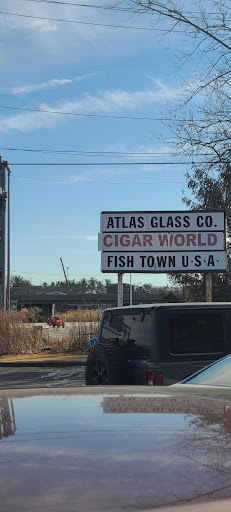 ATLAS GLASS CO.
CIGAR WORLD
FISH TOWN U·S·A·